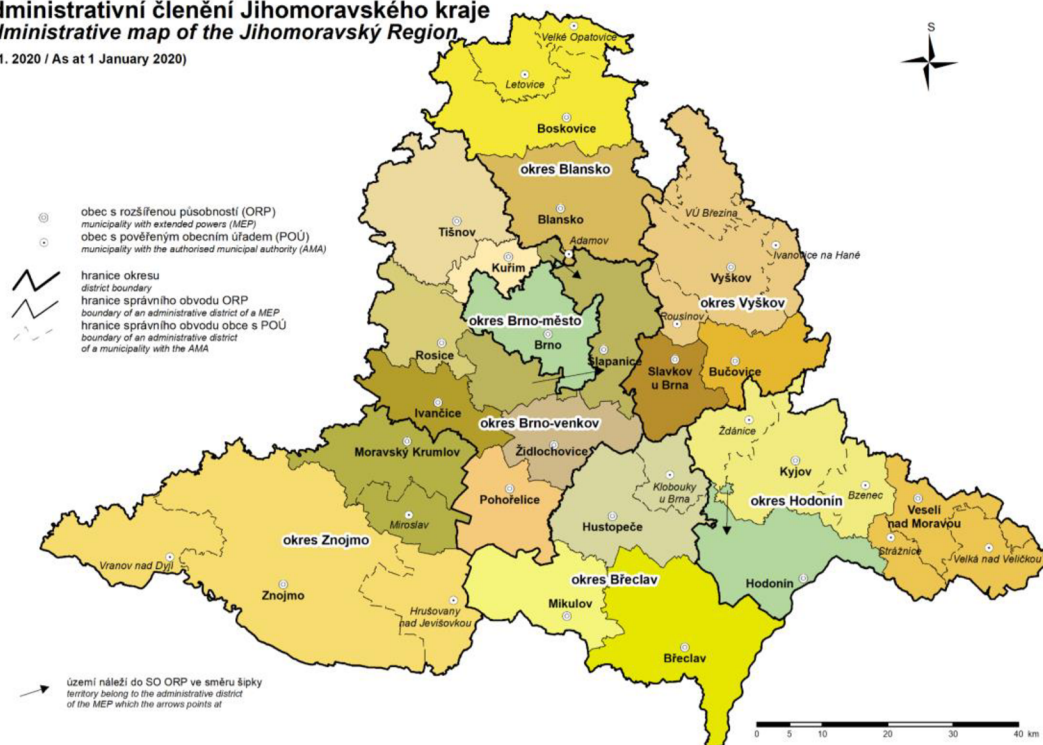 dministrativní členění Jihomoravského kraje
dministrative map of the Jihomoravský Region
1. 2020 / As at 1 January 2020)
S
Velké Opatovice
Letovice
Boskovice
okres Blansko
Blansko
Adamov
Tišnov
Kuřim
VÚ Březina
Ivanovice na Hané
Vyškov
okres Vyškov
Rousínov
okres Brno-město
Brno
Šlapanice
Rosice
Slavkov
u Brna
Bučovice
Ivančice
okres Brno-venkov
Židlochovice
Moravský Krumlov
Pohořelice
Miroslav
Ždánice
Kyjov
Klobouky
u Brna
Bzenec
okres Hodonín
Veselí
nad Moravou
Hustopeče
Strážnice
Velká nad Veličkou
okres Znojmo
Vranov nad Dyjí
Znojmo
Hrušovany
nad Jevišovkou
okres Břeclav
Mikulov
Hodonín
Břeclav
obec s rozšířenou působností (ORP)
municipality with extended powers (MEP)
obec s pověřeným obecním úřadem (POÚ)
municipality with the authorised municipal authority (AMA)
hranice okresu
district boundary
hranice správního obvodu ORP
boundary of an administrative district of a MEP
hranice správního obvodu obce s POÚ
boundary of an administrative district
of a municipality with the AMA
území náleží do SO ORP ve směru šipky
territory belong to the administrative district
of the MEP which the arrows points at
0 5 10 20 30 40 km